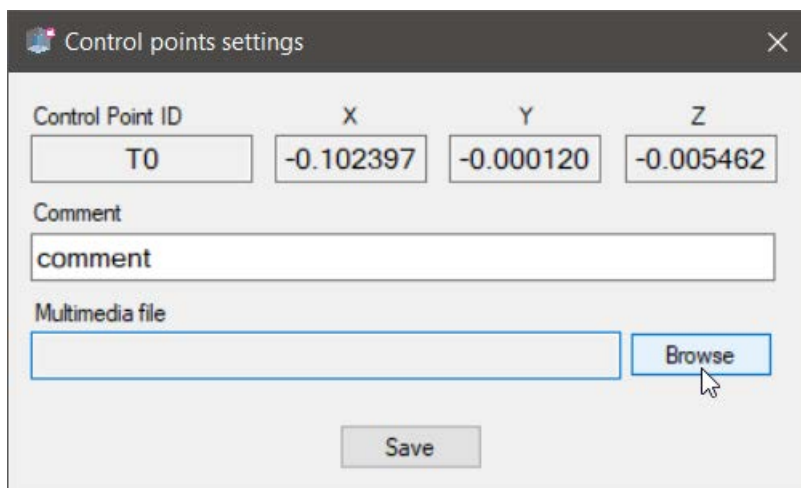 Control points settings
Control Point ID X Y Z
T0 -0.102397 -0.000120 -0.005462
Comment
comment
Multimedia file
Browse
Save